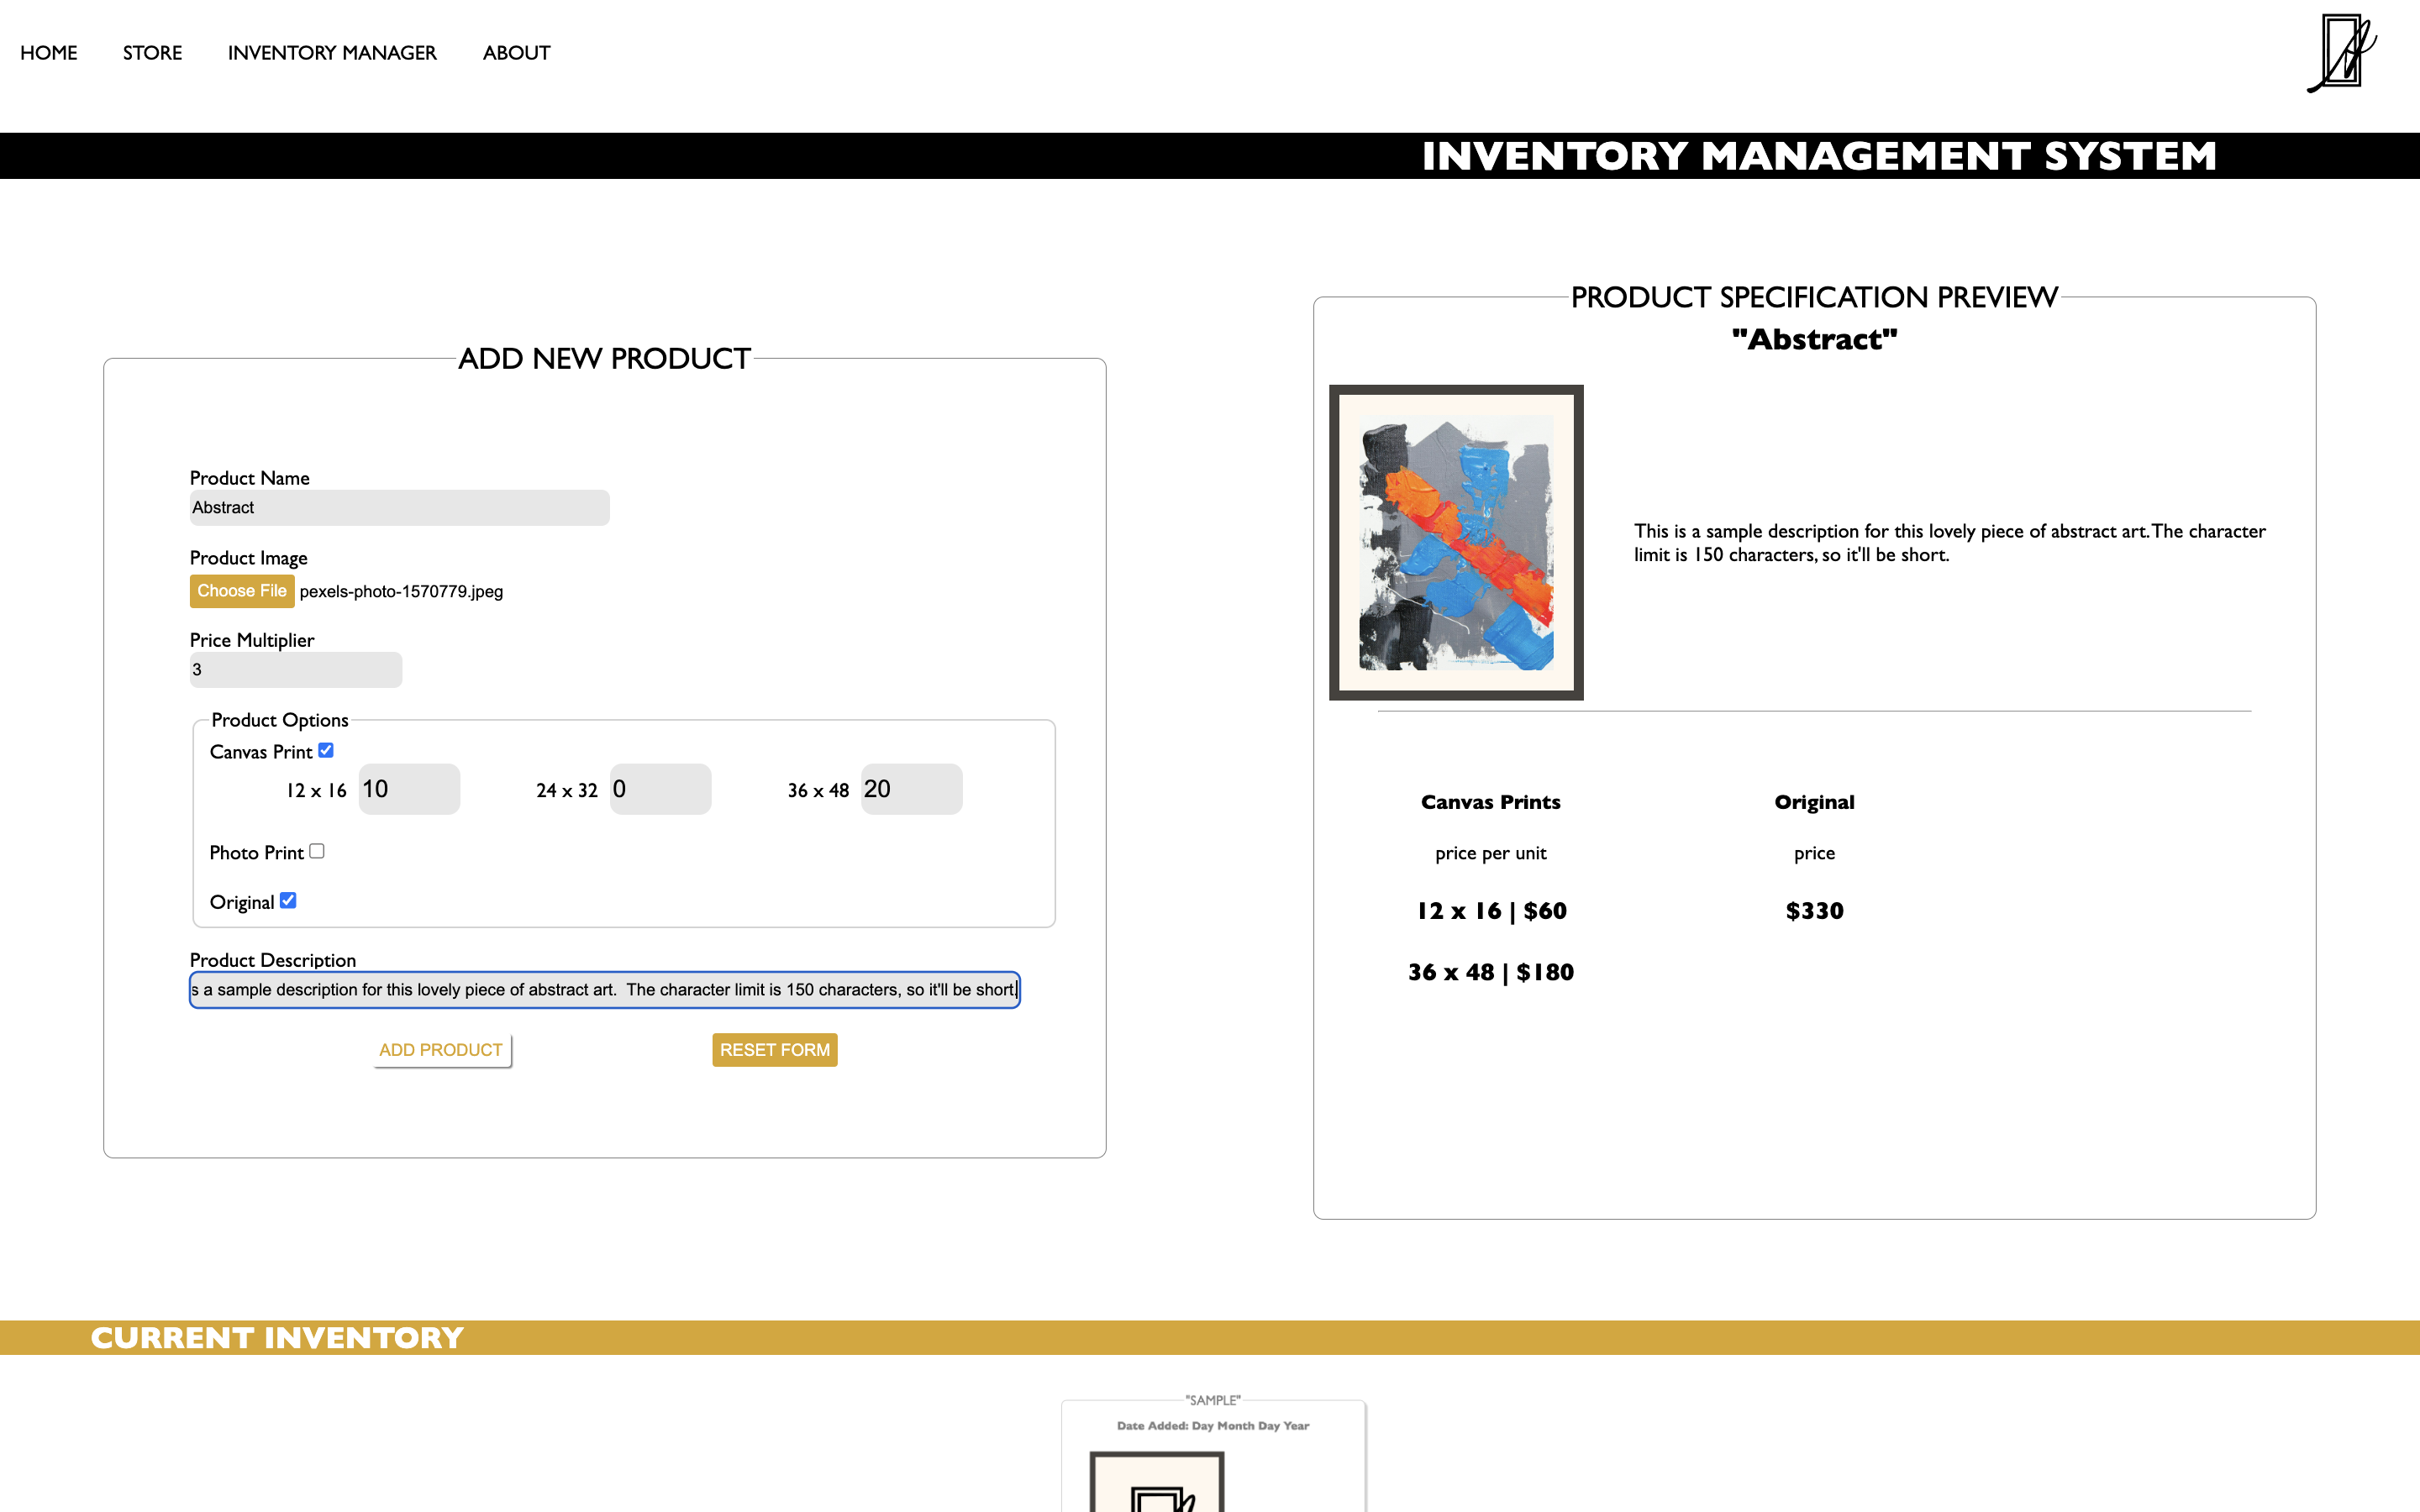 HOME STORE INVENTORY MANAGER ABOUT
INVENTORY MANAGEMENT SYSTEM
ADD NEW PRODUCT
Product Name
Abstract
Product Image
Choose File pexels-photo-1570779.jpeg
Price Multiplier
3
Product Options
Canvas Print
12 x 16 10 24 x 32 0 36 x 48 20
Photo Print
Original
Product Description
s a sample description for this lovely piece of abstract art.  The character limit is 150 characters, so it'll be short.
ADD PRODUCT RESET FORM
PRODUCT SPECIFICATION PREVIEW
"Abstract"
This is a sample description for this lovely piece of abstract art. The character
limit is 150 characters, so it'll be short.
Canvas Prints Original
price per unit price
12 x 16 | $60 $330
36 x 48 | $180
CURRENT INVENTORY
"SAMPLE"
Date Added: Day Month Day Year